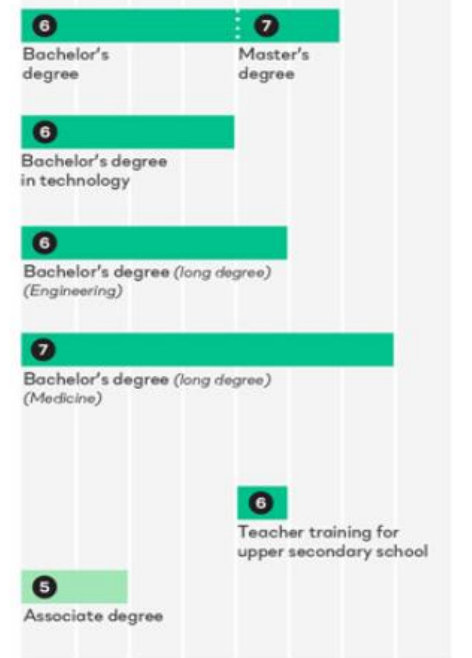 6 7
Bachelor's Master's
degree degree
6
Bachelor's degree
in technology
6
Bachelor's degree (long degree)
(Engineering)
7
Bachelor's degree (long degree)
(Medicine)
6
Teacher training for
upper secondary school
5
Associate degree